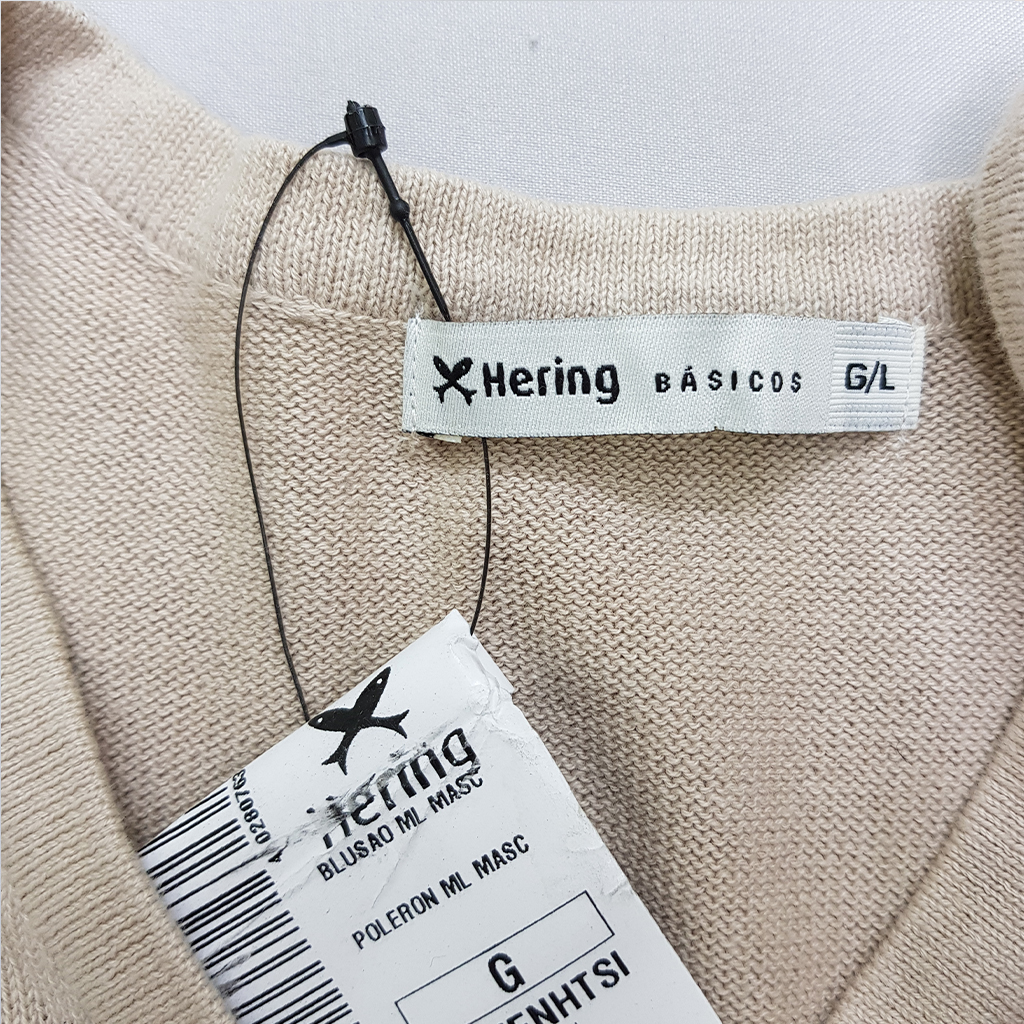 Hering BÁSICOS G/L
Hering
BLUSAO ML MASC
POLERON ML MASC
G